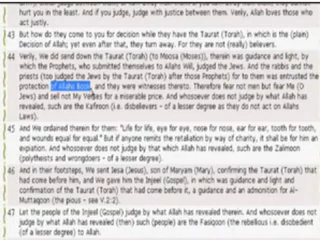 hurt you in the least. And if you judge, judge with justice between them. Verily, Allah loves those who
act justly.
43 But how do they come to you for decision while they have the Taurat (Torah), in which is the (plain)
Decision of Allah; yet even after that, they turn away. For they are not (really) believers.
44 Verily, We did send down the Taurat (Torah) (to Moosa (Moses)), therein was guidance and light, by
which the Prophets, who submitted themselves to Allahs Will, judged the Jews. And the rabbis and the
priests (too judged the Jews by the Taurat (Torah) after those Prophets) for to them was entrusted the
protection of Allahs Book, and they were witnesses thereto. Therefore fear not men but fear Me (O
Jews) and sell not My Verses for a miserable price. And whosoever does not judge by what Allah has
revealed, such are the Kafiroon (i.e. disbelievers - of a lesser degree as they do not act on Allahs
Laws).
45 And We ordained therein for them: "Life for life, eye for eye, nose for nose, ear for ear, tooth for tooth,
and wounds equal for equal." But if anyone remits the retaliation by way of charity, it shall be for him an
expiation. And whosoever does not judge by that which Allah has revealed, such are the Zalimoon
(polytheists and wrongdoers - of a lesser degree).
46 And in their footsteps, We sent Iesa (Jesus), son of Maryam (Mary), confirming the Taurat (Torah) that
had come before him, and We gave him the Injeel (Gospel), in which was guidance and light and
confirmation of the Taurat (Torah) that had come before it, a guidance and an admonition for Al-
Muttaqoon (the pious - see V.2:2).
47 Let the people of the Injeel (Gospel) judge by what Allah has revealed therein. And whosoever does not
judge by what Allah has revealed (then) such (people) are the Fasiqoon (the rebellious i.e. disobedient
(of a lesser degree) to Allah.